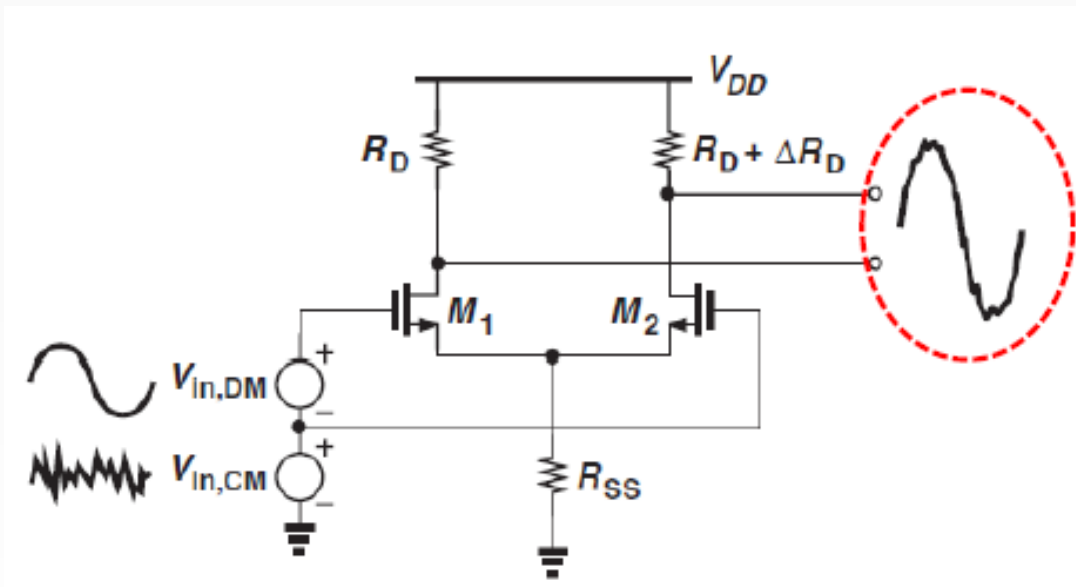 V_DD
R_D
R_D + ΔR_D
M_1
M_2
V_in,DM
+
−
V_in,CM
+
−
R_SS